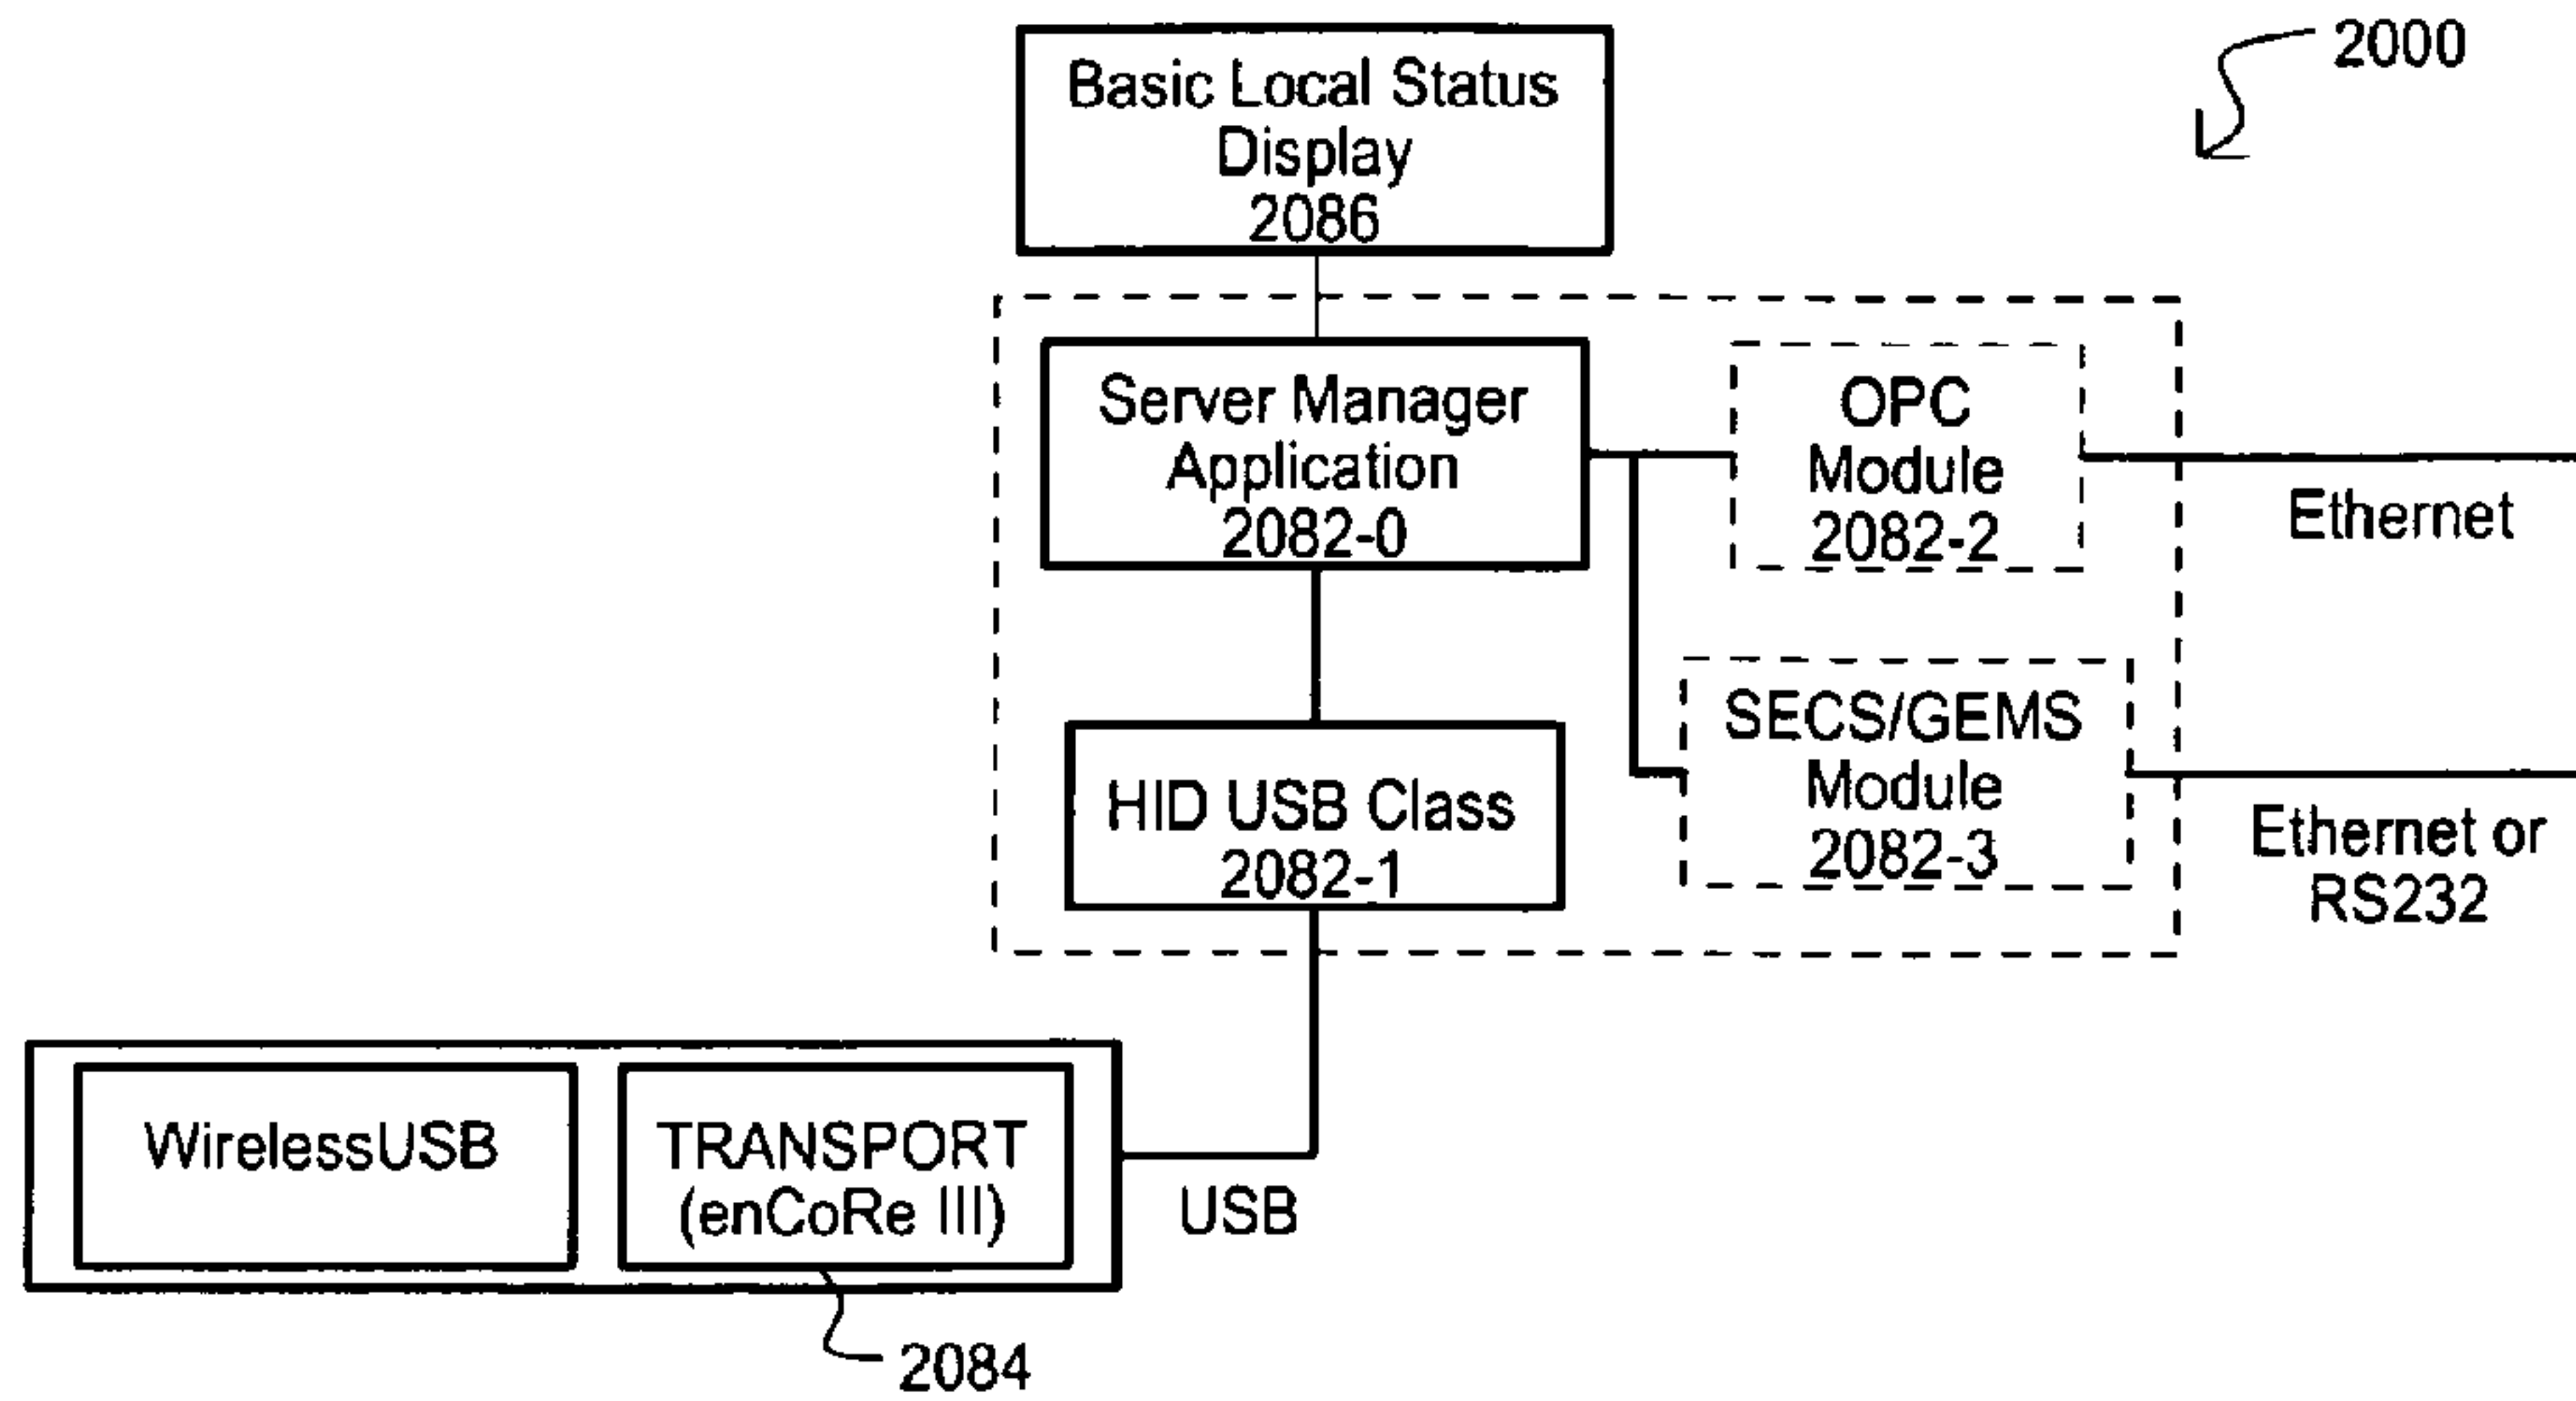 2000
Basic Local Status
Display
2086
Server Manager
Application
2082-0
OPC
Module
2082-2
Ethernet
HID USB Class
2082-1
SECS/GEMS
Module
2082-3
Ethernet or
RS232
WirelessUSB
TRANSPORT
(enCoRe III)
USB
2084